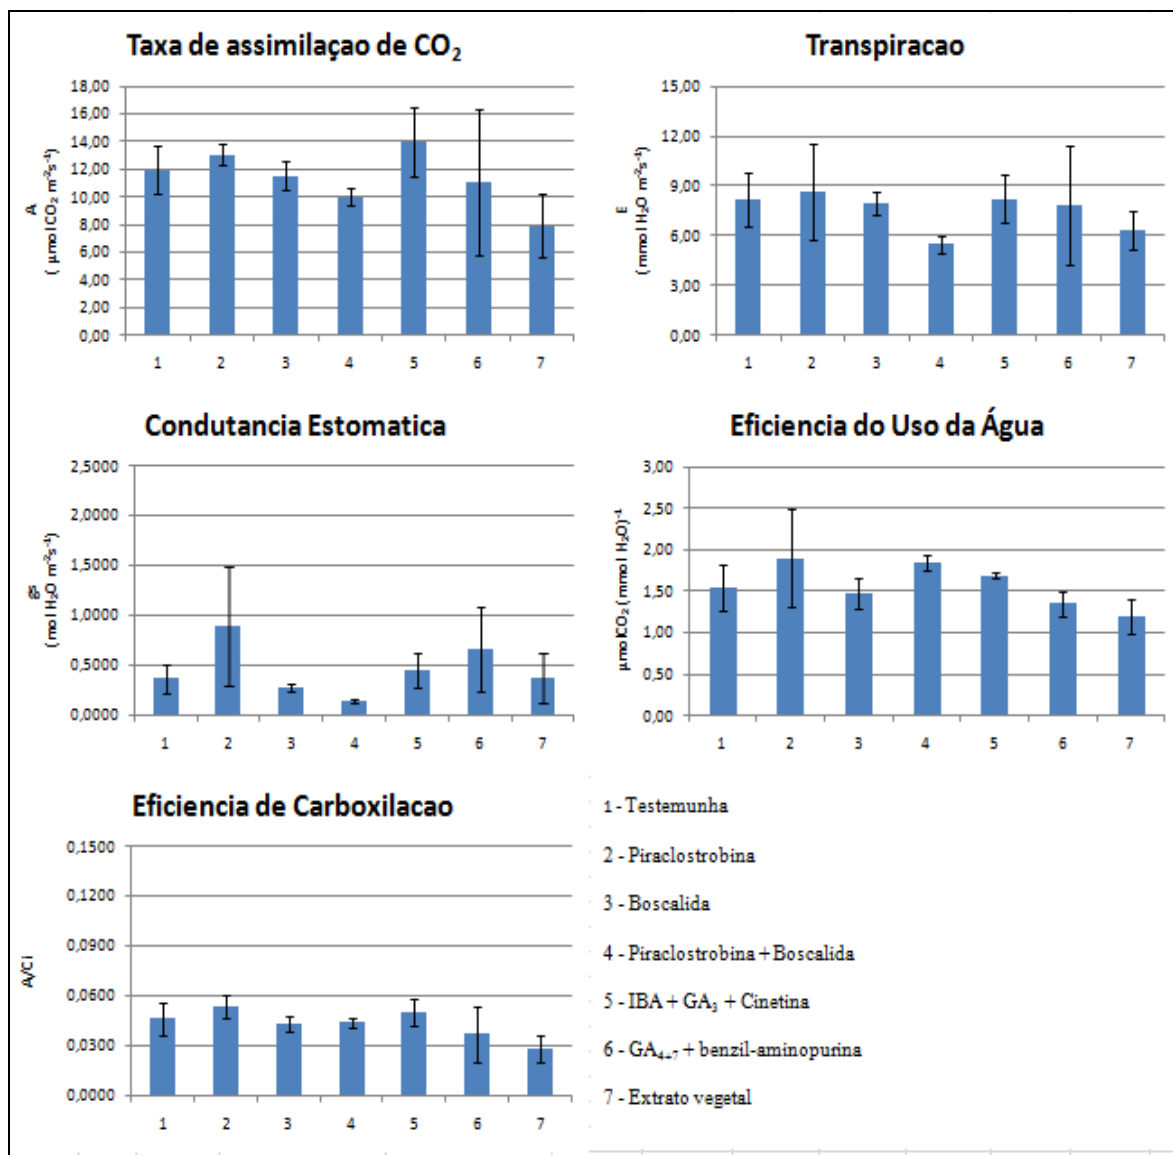 Taxa de assimilaçao de CO₂
A
( µmol CO₂ m⁻²s⁻¹)
18,00
16,00
14,00
12,00
10,00
8,00
6,00
4,00
2,00
0,00
1 2 3 4 5 6 7
Transpiracao
E
(mmol H₂O m⁻²s⁻¹)
15,00
12,00
9,00
6,00
3,00
0,00
1 2 3 4 5 6 7
Condutancia Estomatica
gs
(mol H₂O m⁻²s⁻¹)
2,5000
2,0000
1,5000
1,0000
0,5000
0,0000
1 2 3 4 5 6 7
Eficiencia do Uso da Água
µmolCO₂ (mmol H₂O)⁻¹
3,00
2,50
2,00
1,50
1,00
0,50
0,00
1 2 3 4 5 6 7
Eficiencia de Carboxilacao
A/Ci
0,1500
0,1200
0,0900
0,0600
0,0300
0,0000
1 2 3 4 5 6 7
1 - Testemunha
2 - Piraclostrobina
3 - Boscalida
4 - Piraclostrobina + Boscalida
5 - IBA + GA₃ + Cinetina
6 - GA₄₊₇ + benzil-aminopurina
7 - Extrato vegetal